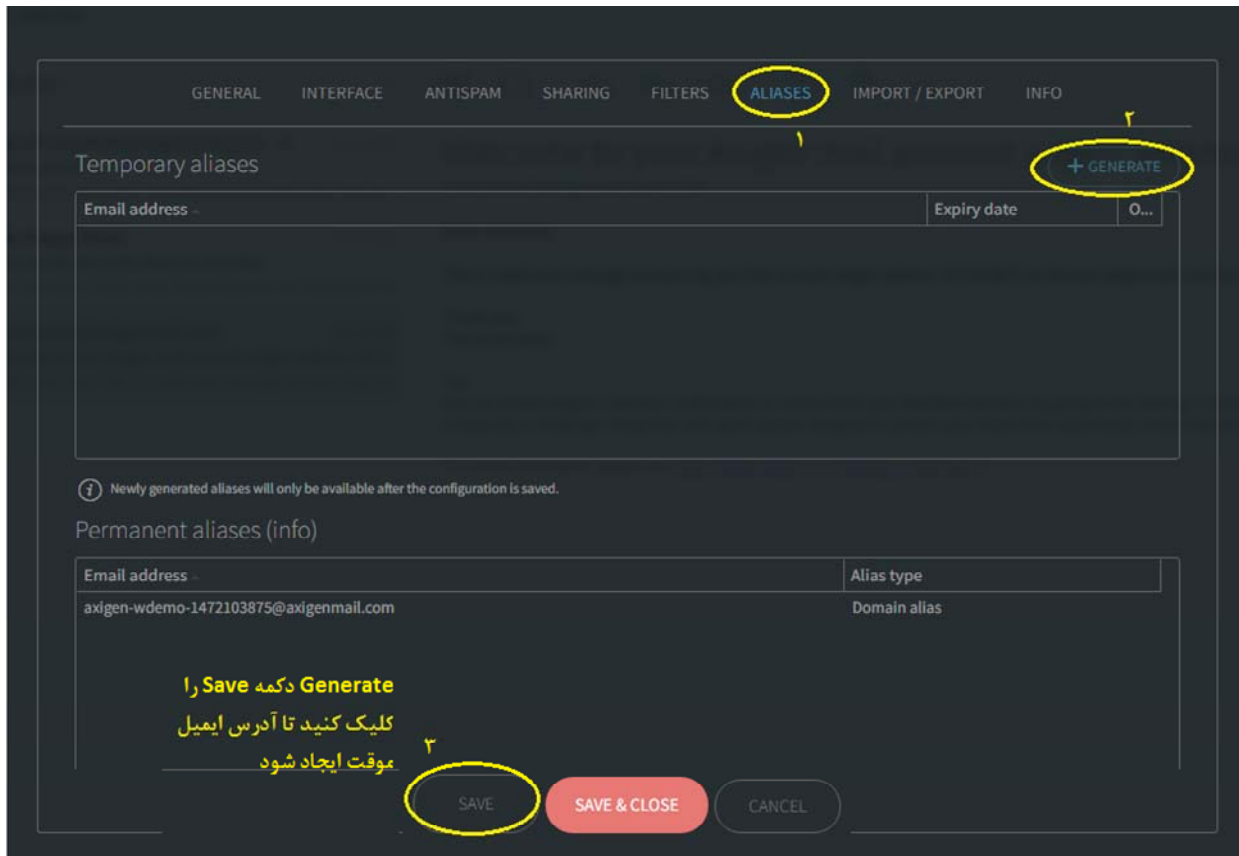 GENERAL INTERFACE ANTISPAM SHARING FILTERS ALIASES IMPORT / EXPORT INFO
۱
۲
Temporary aliases
+ GENERATE
Email address Expiry date O...
Newly generated aliases will only be available after the configuration is saved.
Permanent aliases (info)
Email address Alias type
axigen-wdemo-1472103875@axigenmail.com Domain alias
Generate دکمه Save را
کلیک کنید تا آدرس ایمیل
موقت ایجاد شود
۳
SAVE SAVE & CLOSE CANCEL